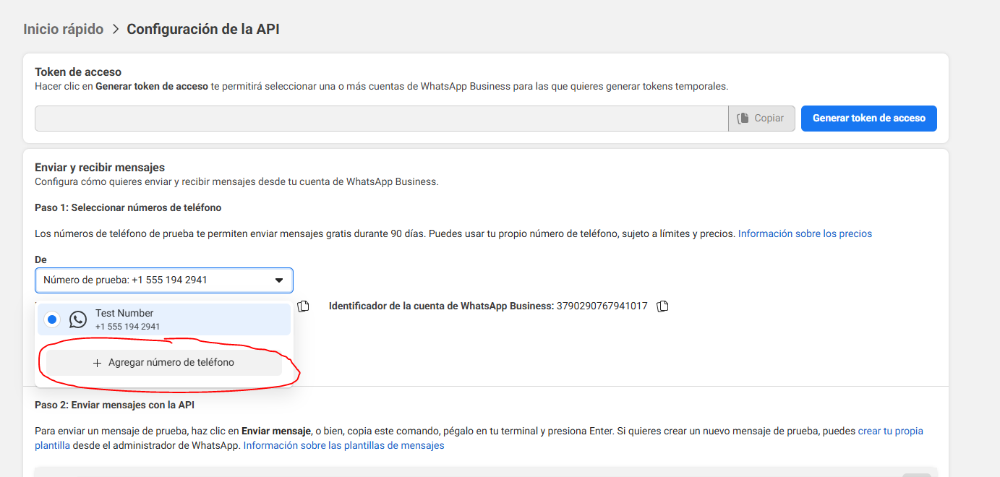 Inicio rápido > Configuración de la API
Token de acceso
Hacer clic en Generar token de acceso te permitirá seleccionar una o más cuentas de WhatsApp Business para las que quieres generar tokens temporales.
Copiar
Generar token de acceso
Enviar y recibir mensajes
Configura cómo quieres enviar y recibir mensajes desde tu cuenta de WhatsApp Business.
Paso 1: Seleccionar números de teléfono
Los números de teléfono de prueba te permiten enviar mensajes gratis durante 90 días. Puedes usar tu propio número de teléfono, sujeto a límites y precios. Información sobre los precios
De
Número de prueba: +1 555 194 2941
Identificador de la cuenta de WhatsApp Business: 3790290767941017
Test Number
+1 555 194 2941
+ Agregar número de teléfono
Paso 2: Enviar mensajes con la API
Para enviar un mensaje de prueba, haz clic en Enviar mensaje, o bien, copia este comando, pégalo en tu terminal y presiona Enter. Si quieres crear un nuevo mensaje de prueba, puedes crear tu propia
plantilla desde el administrador de WhatsApp. Información sobre las plantillas de mensajes